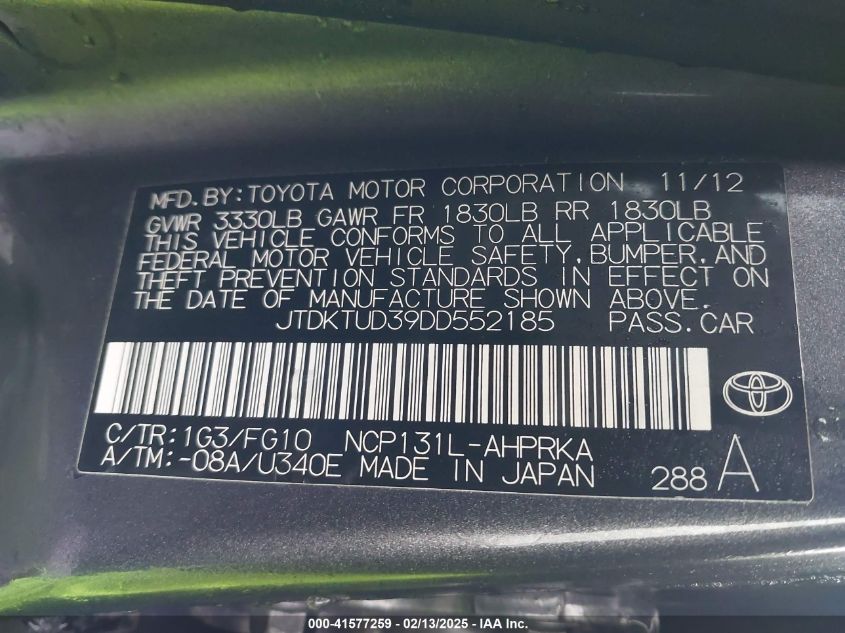 MFD.BY:TOYOTA MOTOR CORPORATION 11/12
GVWR 3330LB GAWR FR 1830LB RR 1830LB
THIS VEHICLE CONFORMS TO ALL APPLICABLE
FEDERAL MOTOR VEHICLE SAFETY,BUMPER,AND
THEFT PREVENTION STANDARDS IN EFFECT ON
THE DATE OF MANUFACTURE SHOWN ABOVE.
JTDKTUD39DD552185 PASS.CAR
C/TR:1G3/FG10 NCP131L-AHPRKA
A/TM:-08A/U340E MADE IN JAPAN 288 A
000-41577259 - 02/13/2025 - IAA Inc.